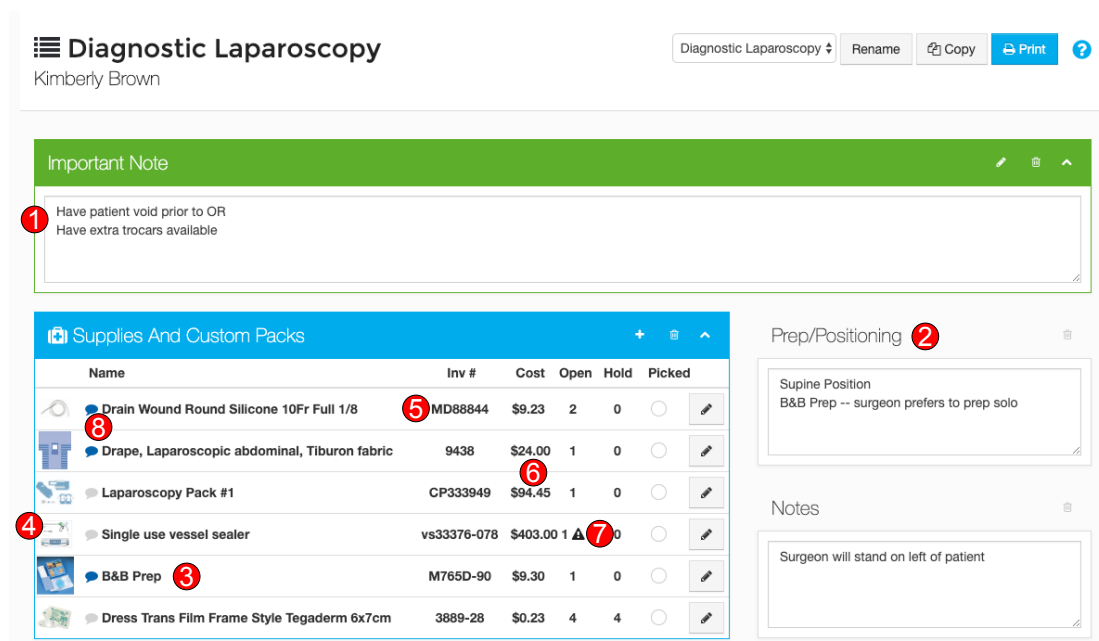 Diagnostic Laparoscopy
Kimberly Brown
Diagnostic Laparoscopy Rename Copy Print ?
Important Note
1
Have patient void prior to OR
Have extra trocars available
Supplies And Custom Packs
Name Inv # Cost Open Hold Picked
Drain Wound Round Silicone 10Fr Full 1/8 5 MD88844 $9.23 2 0
8
Drape, Laparoscopic abdominal, Tiburon fabric 9438 $24.00 1 0
6
Laparoscopy Pack #1 CP333949 $94.45 1 0
4 Single use vessel sealer vs33376-078 $403.00 1 7 0
B&B Prep 3 M765D-90 $9.30 1 0
Dress Trans Film Frame Style Tegaderm 6x7cm 3889-28 $0.23 4 4
Prep/Positioning 2
Supine Position
B&B Prep -- surgeon prefers to prep solo
Notes
Surgeon will stand on left of patient